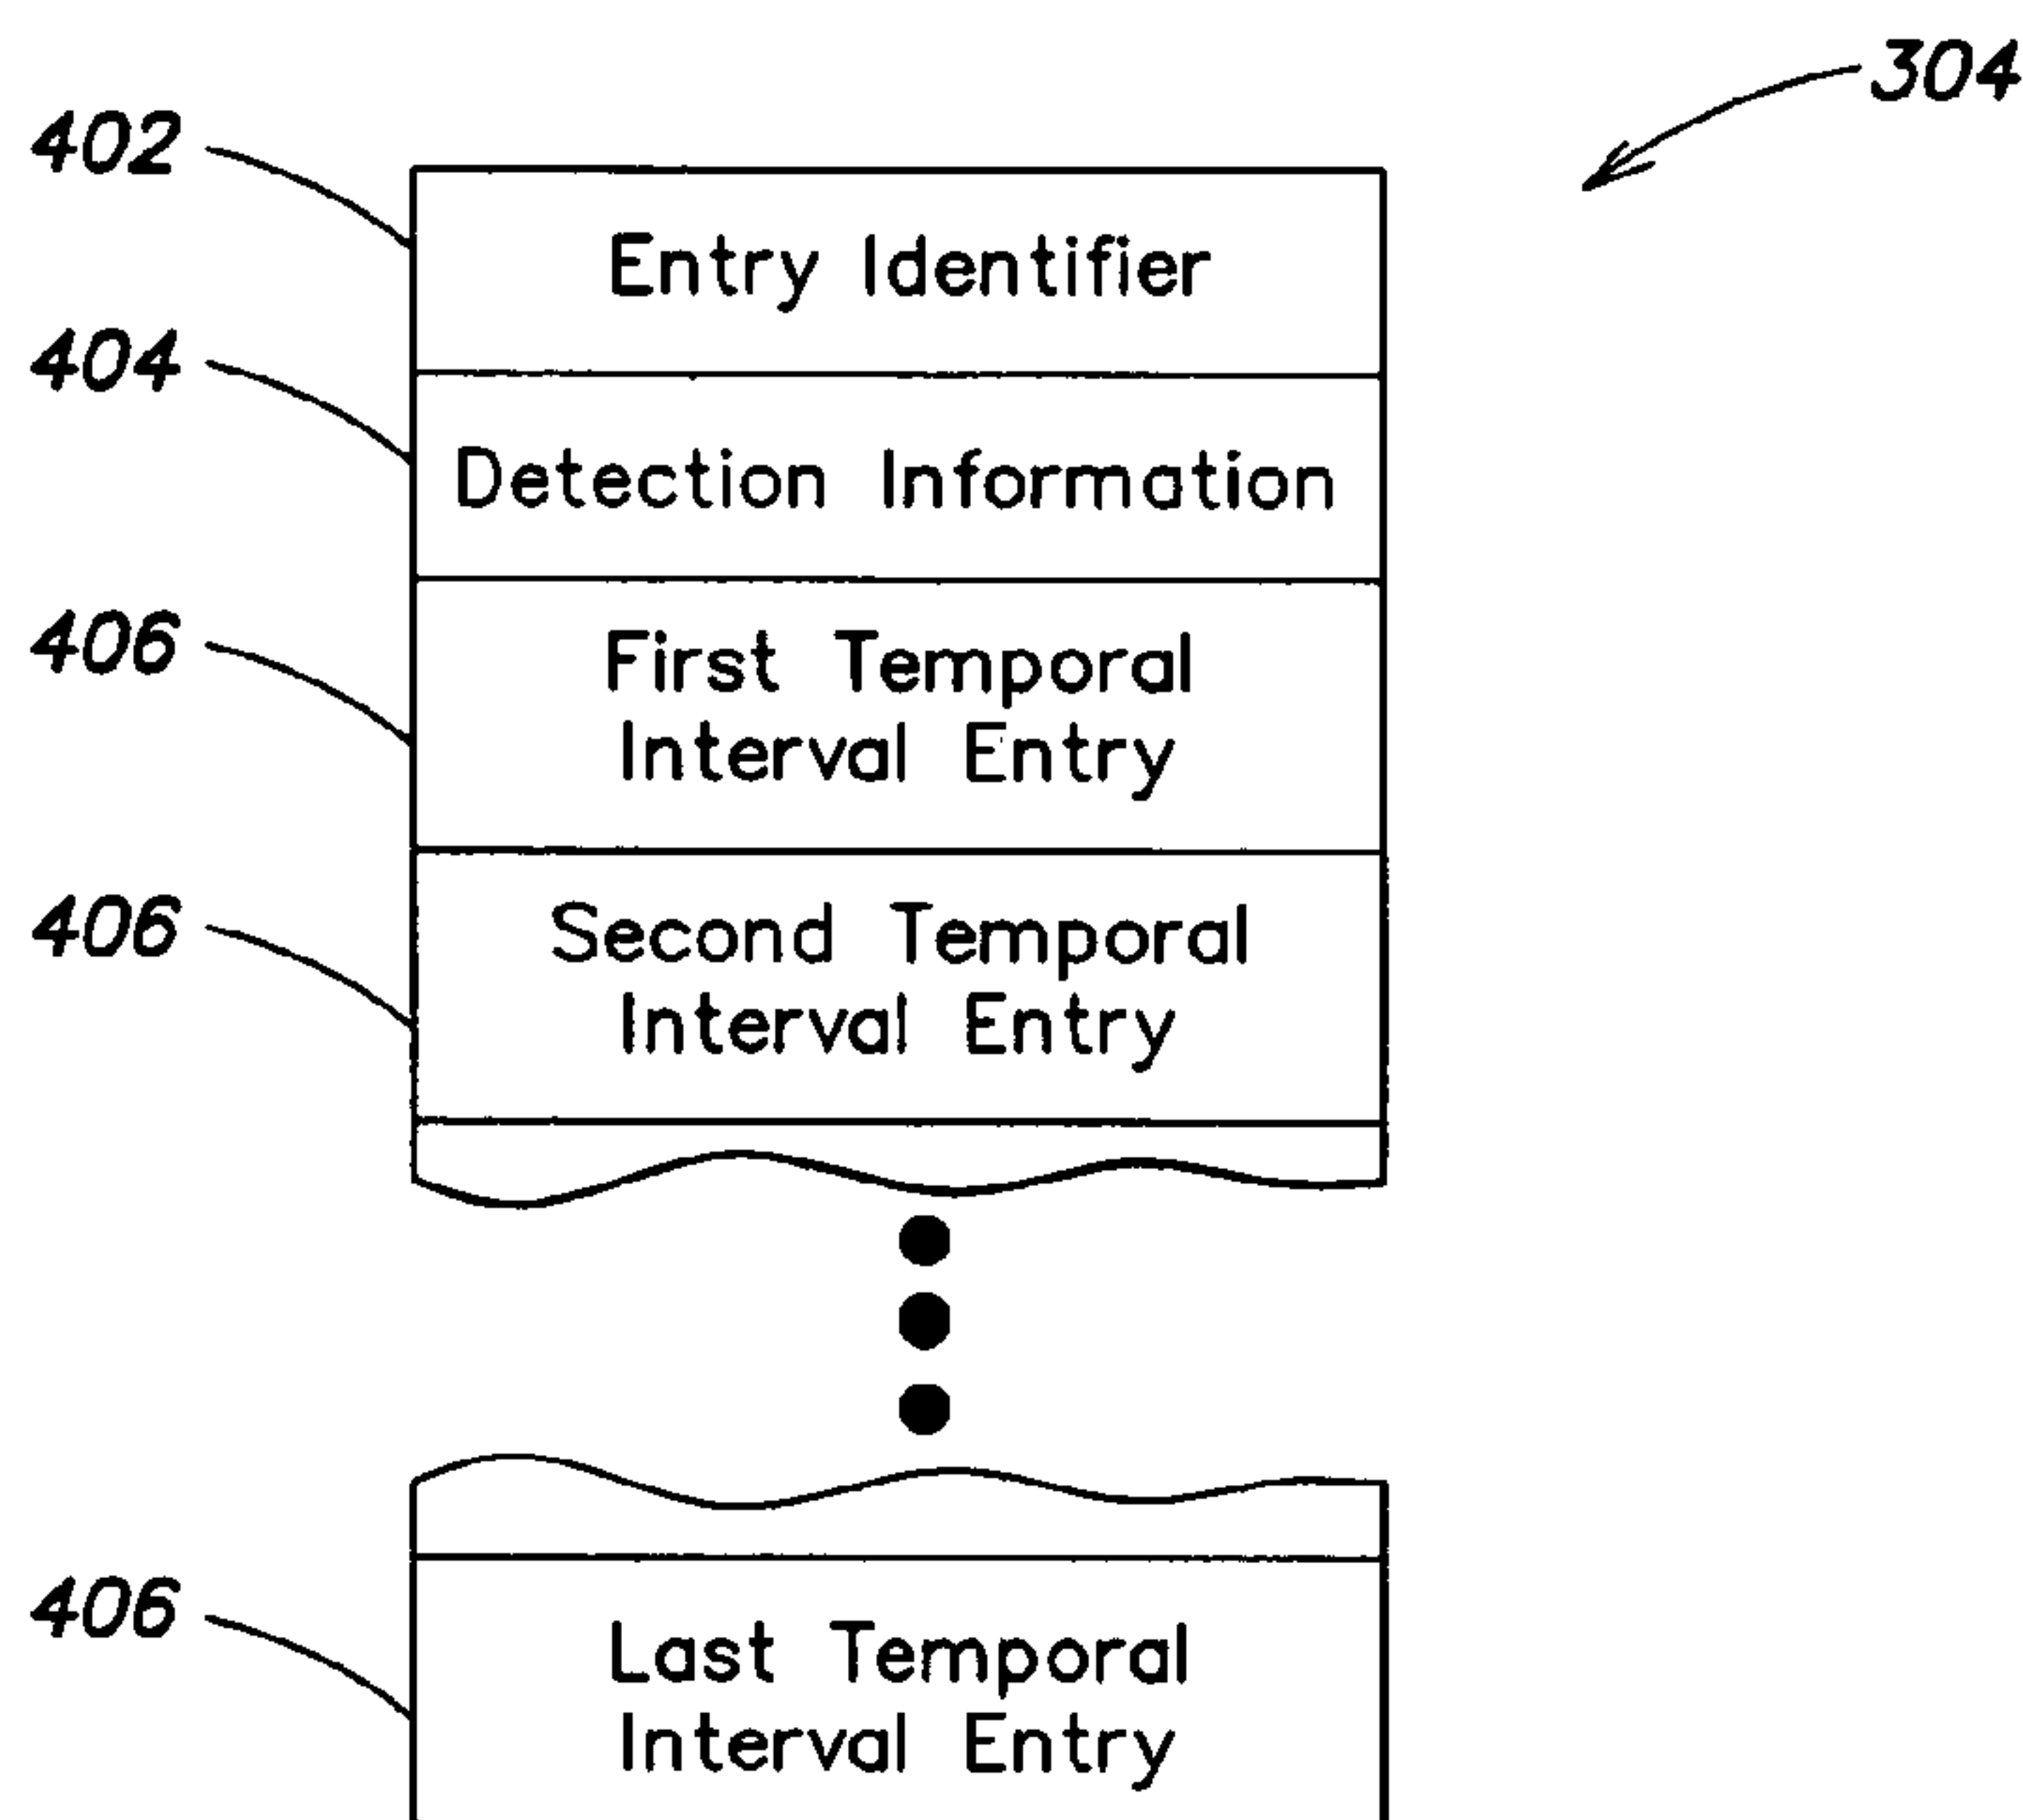 304
402
Entry Identifier
404
Detection Information
406
First Temporal
Interval Entry
406
Second Temporal
Interval Entry
406
Last Temporal
Interval Entry